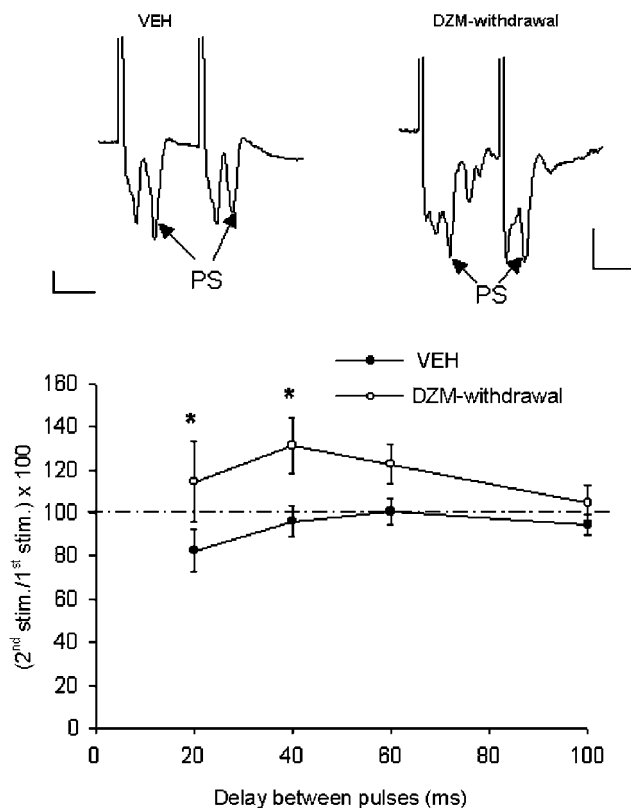 VEH
DZM-withdrawal
PS
PS
VEH
DZM-withdrawal
160
140
120
100
80
60
40
20
0
*
*
(2nd stim./1st stim.) x 100
0
20
40
60
80
100
Delay between pulses (ms)